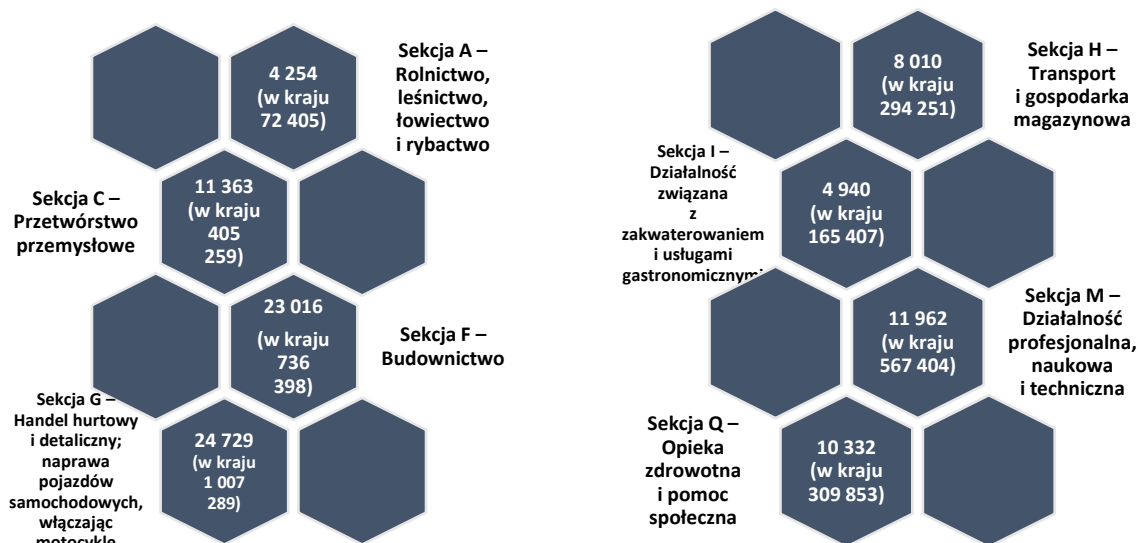 4 254
(w kraju
72 405)
Sekcja A –
Rolnictwo,
leśnictwo,
łowiectwo
i rybactwo
Sekcja C –
Przetwórstwo
przemysłowe
11 363
(w kraju
405
259)
23 016
(w kraju
736
398)
Sekcja F –
Budownictwo
Sekcja G –
Handel hurtowy
i detaliczny;
naprawa
pojazdów
samochodowych,
włączając
motocykle
24 729
(w kraju
1 007
289)
8 010
(w kraju
294 251)
Sekcja H –
Transport
i gospodarka
magazynowa
Sekcja I –
Działalność
związana
z
zakwaterowaniem
i usługami
gastronomicznymi
4 940
(w kraju
165 407)
11 962
(w kraju
567 404)
Sekcja M –
Działalność
profesjonalna,
naukowa
i techniczna
Sekcja Q –
Opieka
zdrowotna
i pomoc
społeczna
10 332
(w kraju
309 853)